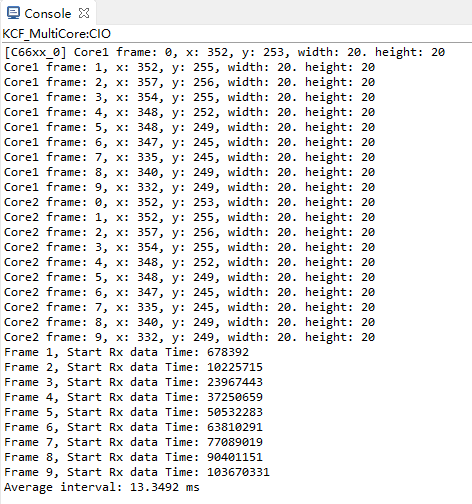 Console
KCF_MultiCore:CIO
[C66xx_0] Core1 frame: 0, x: 352, y: 253, width: 20. height: 20
Core1 frame: 1, x: 352, y: 255, width: 20. height: 20
Core1 frame: 2, x: 357, y: 256, width: 20. height: 20
Core1 frame: 3, x: 354, y: 255, width: 20. height: 20
Core1 frame: 4, x: 348, y: 252, width: 20. height: 20
Core1 frame: 5, x: 348, y: 249, width: 20. height: 20
Core1 frame: 6, x: 347, y: 245, width: 20. height: 20
Core1 frame: 7, x: 335, y: 245, width: 20. height: 20
Core1 frame: 8, x: 340, y: 249, width: 20. height: 20
Core1 frame: 9, x: 332, y: 249, width: 20. height: 20
Core2 frame: 0, x: 352, y: 253, width: 20. height: 20
Core2 frame: 1, x: 352, y: 255, width: 20. height: 20
Core2 frame: 2, x: 357, y: 256, width: 20. height: 20
Core2 frame: 3, x: 354, y: 255, width: 20. height: 20
Core2 frame: 4, x: 348, y: 252, width: 20. height: 20
Core2 frame: 5, x: 348, y: 249, width: 20. height: 20
Core2 frame: 6, x: 347, y: 245, width: 20. height: 20
Core2 frame: 7, x: 335, y: 245, width: 20. height: 20
Core2 frame: 8, x: 340, y: 249, width: 20. height: 20
Core2 frame: 9, x: 332, y: 249, width: 20. height: 20
Frame 1, Start Rx data Time: 678392
Frame 2, Start Rx data Time: 10225715
Frame 3, Start Rx data Time: 23967443
Frame 4, Start Rx data Time: 37250659
Frame 5, Start Rx data Time: 50532283
Frame 6, Start Rx data Time: 63810291
Frame 7, Start Rx data Time: 77089019
Frame 8, Start Rx data Time: 90401151
Frame 9, Start Rx data Time: 103670331
Average interval: 13.3492 ms